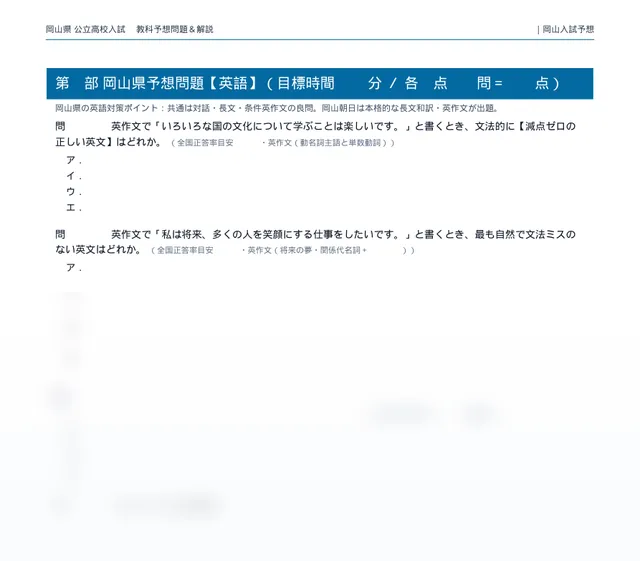 岡山県 公立高校入試　教科予想問題＆解説
| 岡山入試予想
第　部 岡山県予想問題【英語】（目標時間　　分 / 各　点　　問 =　　点）
岡山県の英語対策ポイント：共通は対話・長文・条件英作文の良問。岡山朝日は本格的な長文和訳・英作文が出題。
問　　　　英作文で「いろいろな国の文化について学ぶことは楽しいです。」と書くとき、文法的に【減点ゼロの
正しい英文】はどれか。（全国正答率目安　　　・英作文（動名詞主語と単数動詞））
ア．
イ．
ウ．
エ．
問　　　　英作文で「私は将来、多くの人を笑顔にする仕事をしたいです。」と書くとき、最も自然で文法ミスの
ない英文はどれか。（全国正答率目安　　　・英作文（将来の夢・関係代名詞＋　　　　））
ア．